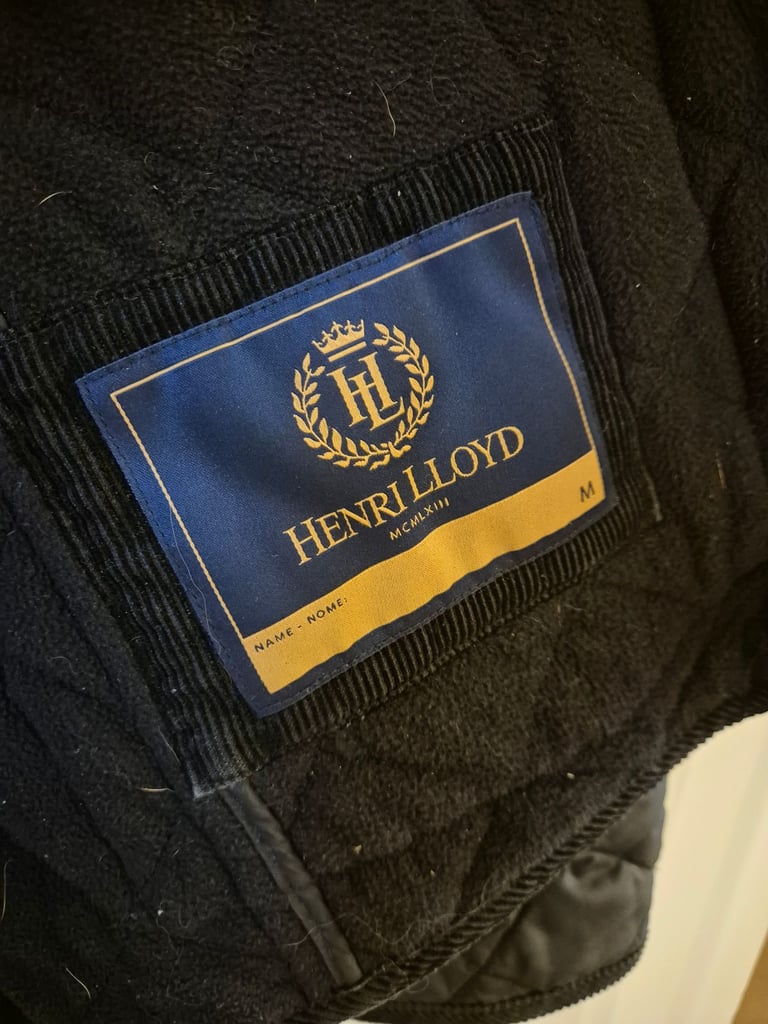 HL
HENRI LLOYD
MCMLXIII
M
NAME - NOME: